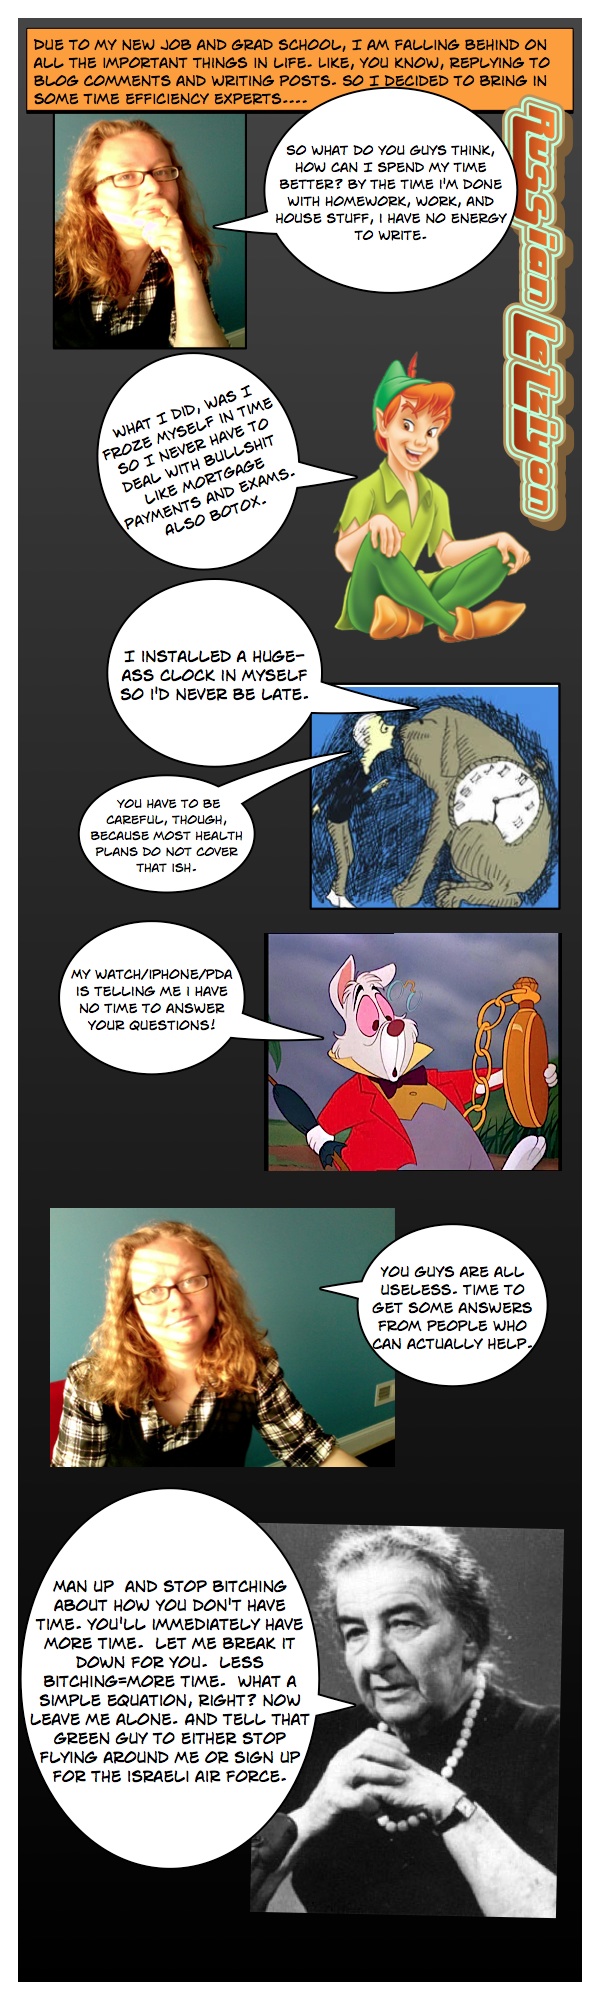 DUE TO MY NEW JOB AND GRAD SCHOOL, I AM FALLING BEHIND ON
ALL THE IMPORTANT THINGS IN LIFE. LIKE, YOU KNOW, REPLYING TO
BLOG COMMENTS AND WRITING POSTS. SO I DECIDED TO BRING IN
SOME TIME EFFICIENCY EXPERTS....
Russian LeTziyon
SO WHAT DO YOU GUYS THINK,
HOW CAN I SPEND MY TIME
BETTER? BY THE TIME I'M DONE
WITH HOMEWORK, WORK, AND
HOUSE STUFF, I HAVE NO ENERGY
TO WRITE.
WHAT I DID, WAS I
FROZE MYSELF IN TIME
SO I NEVER HAVE TO
DEAL WITH BULLSHIT
LIKE MORTGAGE
PAYMENTS AND EXAMS.
ALSO BOTOX.
I INSTALLED A HUGE-
ASS CLOCK IN MYSELF
SO I'D NEVER BE LATE.
YOU HAVE TO BE
CAREFUL, THOUGH,
BECAUSE MOST HEALTH
PLANS DO NOT COVER
THAT ISH.
MY WATCH/IPHONE/PDA
IS TELLING ME I HAVE
NO TIME TO ANSWER
YOUR QUESTIONS!
YOU GUYS ARE ALL
USELESS. TIME TO
GET SOME ANSWERS
FROM PEOPLE WHO
CAN ACTUALLY HELP.
MAN UP AND STOP BITCHING
ABOUT HOW YOU DON'T HAVE
TIME. YOU'LL IMMEDIATELY HAVE
MORE TIME. LET ME BREAK IT
DOWN FOR YOU. LESS
BITCHING=MORE TIME. WHAT A
SIMPLE EQUATION, RIGHT? NOW
LEAVE ME ALONE. AND TELL THAT
GREEN GUY TO EITHER STOP
FLYING AROUND ME OR SIGN UP
FOR THE ISRAELI AIR FORCE.